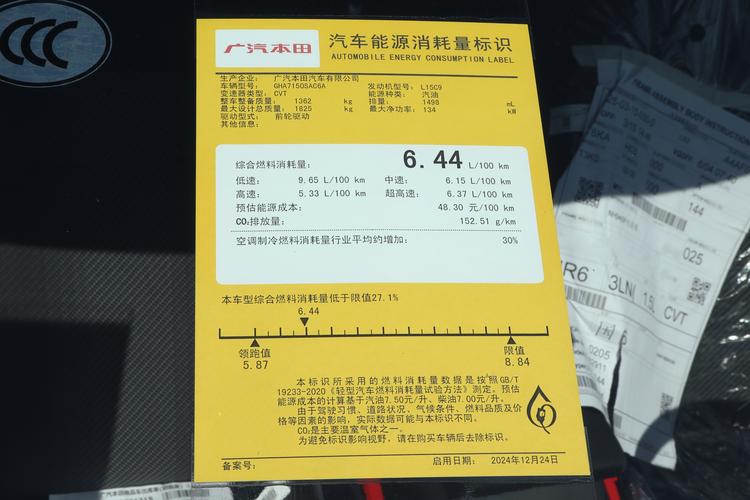 CCC
广汽本田
汽车能源消耗量标识
AUTOMOBILE ENERGY CONSUMPTION LABEL
生产企业： 广汽本田汽车有限公司
车辆型号： GHA7150SAC6A 发动机型号： L15C9
变速器类型： CVT 能源种类： 汽油
整车整备质量： 1362 kg 排量： 1498 mL
最大设计总质量： 1825 kg 最大净功率： 134 kW
驱动型式： 前轮驱动
其他信息：
综合燃料消耗量： 6.44 L/100 km
低速： 9.65 L/100 km 中速： 6.15 L/100 km
高速： 5.33 L/100 km 超高速： 6.37 L/100 km
预估能源成本： 48.30 元/100 km
CO₂排放量： 152.51 g/km
空调制冷燃料消耗量行业平均约增加： 30%
本车型综合燃料消耗量低于限值27.1%
6.44
领跑值 限值
5.87 8.84
本标识所采用的燃料消耗量数据是按照GB/T
19233-2020《轻型汽车燃料消耗量试验方法》测定。预估
能源成本的计算基于汽油7.50元/升、柴油7.00元/升。
由于驾驶习惯、道路状况、气候条件、燃料品质及价
格等因素的影响，实际数据可能与本标识不同。
CO₂是主要温室气体之一。
为避免标识影响视野，请在购买车辆后去除标识。
备案号： 启用日期： 2024年12月24日
FRAME ASSEMBLY BODY INSTRUCTION
144
025
3LN
CVT
0205